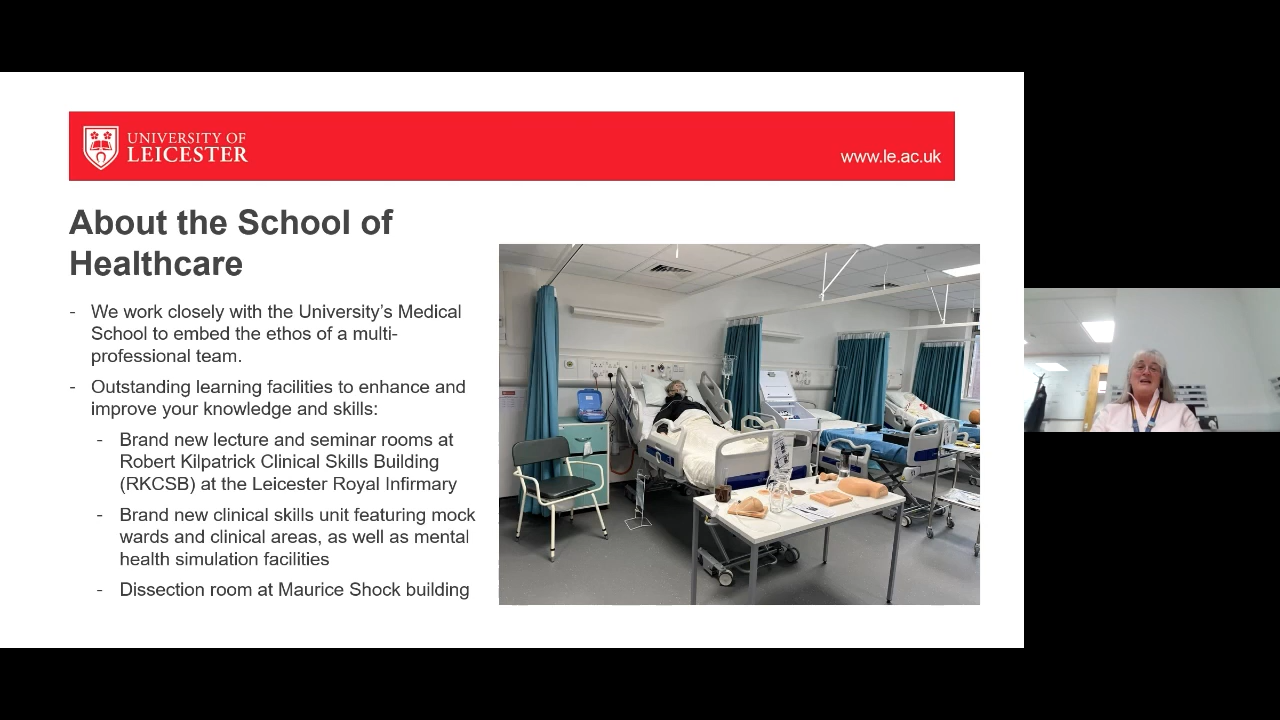 UNIVERSITY OF
LEICESTER
www.le.ac.uk
About the School of
Healthcare
- We work closely with the University’s Medical
School to embed the ethos of a multi-
professional team.
- Outstanding learning facilities to enhance and
improve your knowledge and skills:
- Brand new lecture and seminar rooms at
Robert Kilpatrick Clinical Skills Building
(RKCSB) at the Leicester Royal Infirmary
- Brand new clinical skills unit featuring mock
wards and clinical areas, as well as mental
health simulation facilities
- Dissection room at Maurice Shock building